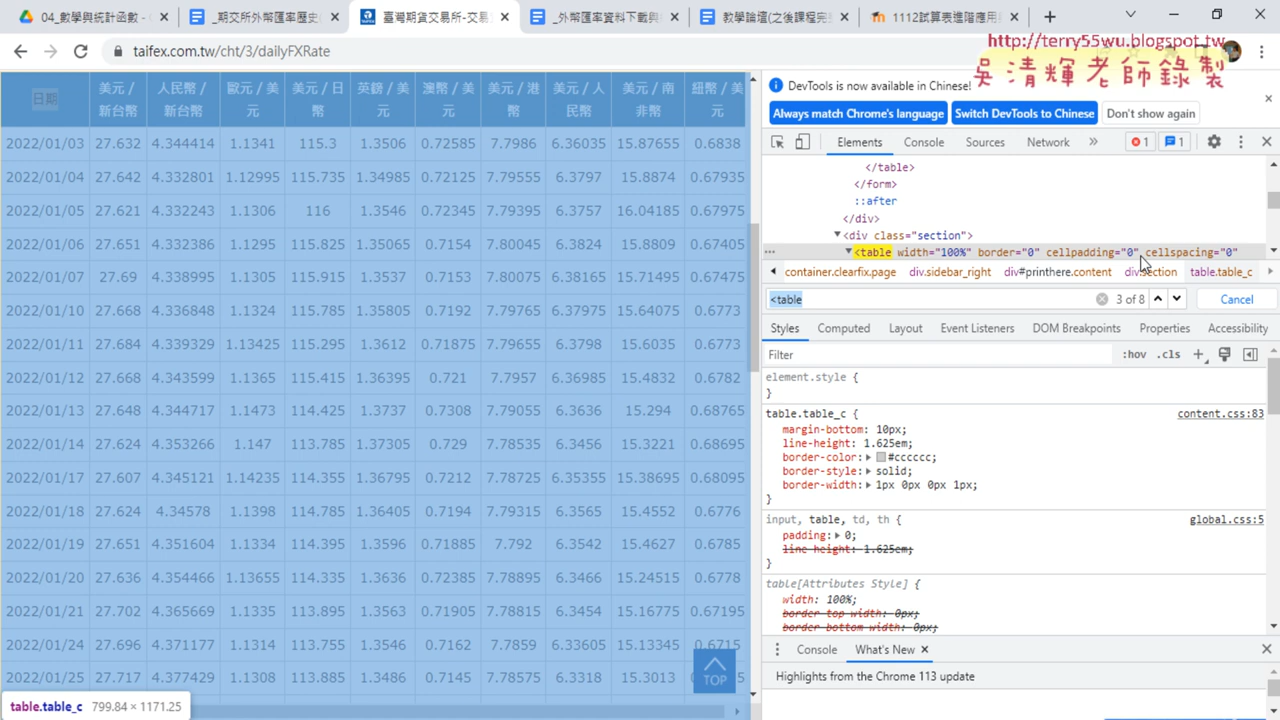 04_數學與統計函數 -
_期交所外幣匯率歷史
臺灣期貨交易所-交易
_外幣匯率資料下載與
教學論壇(之後課程完
1112試算表進階應用
taifex.com.tw/cht/3/dailyFXRate
http://terry55wu.blogspot.tw
吳清輝老師錄製
日期 美元／新台幣 人民幣／新台幣 歐元／美元 美元／日幣 英鎊／美元 澳幣／美元 美元／港幣 美元／人民幣 美元／南非幣 紐幣／美元
2022/01/03 27.632 4.344414 1.1341 115.3 1.3506 0.72585 7.7986 6.36035 15.87655 0.6838
2022/01/04 27.642 4.337131 1.12995 115.735 1.34985 0.72125 7.79555 6.3797 15.8874 0.67935
2022/01/05 27.621 4.332243 1.1306 116 1.3546 0.72345 7.79395 6.3757 16.04185 0.67975
2022/01/06 27.651 4.332336 1.1295 115.825 1.35065 0.7154 7.80045 6.3824 15.8809 0.67405
2022/01/07 27.69 4.338938 1.1305 115.915 1.3537 0.7153 7.80075 6.38165 15.71495 0.67475
2022/01/10 27.668 4.336848 1.1324 115.785 1.35805 0.7192 7.79765 6.37975 15.64075 0.6773
2022/01/11 27.684 4.339329 1.13425 115.295 1.3612 0.71875 7.79655 6.3798 15.6035 0.6773
2022/01/12 27.668 4.343599 1.1365 115.415 1.36395 0.721 7.7957 6.36985 15.4832 0.6782
2022/01/13 27.648 4.344717 1.1473 114.425 1.3737 0.7308 7.79055 6.3636 15.294 0.68765
2022/01/14 27.624 4.353266 1.147 113.785 1.37305 0.729 7.78535 6.3456 15.3221 0.68695
2022/01/17 27.607 4.345121 1.14235 114.455 1.36795 0.7212 7.78725 6.35355 15.38695 0.68095
2022/01/18 27.624 4.34578 1.1398 114.785 1.36405 0.7194 7.79315 6.3565 15.4552 0.6776
2022/01/19 27.651 4.351604 1.1334 114.395 1.3596 0.71885 7.792 6.3542 15.4627 0.6785
2022/01/20 27.636 4.354466 1.13655 114.335 1.3636 0.72385 7.78895 6.3466 15.24515 0.6778
2022/01/21 27.702 4.365669 1.1335 113.895 1.3563 0.71905 7.78815 6.3454 15.16775 0.67195
2022/01/24 27.696 4.371177 1.1314 113.755 1.3546 0.7162 7.7859 6.33605 15.13345 0.6715
2022/01/25 27.717 4.377429 1.1308 113.885 1.3486 0.7145 7.78575 6.3318 15.3013
TOP
table.table_c 799.84 × 1171.25
DevTools is now available in Chinese!
Always match Chrome's language Switch DevTools to Chinese Don't show again
Elements Console Sources Network » 1 1
</table>
</form>
::after
</div>
<div class="section">
<table width="100%" border="0" cellpadding="0" cellspacing="0"
container.clearfix.page div.sidebar_right div#printhere.content div.section table.table_c
<table 3 of 8 Cancel
Styles Computed Layout Event Listeners DOM Breakpoints Properties Accessibility
Filter :hov .cls
element.style {
}
table.table_c { content.css:83
margin-bottom: 10px;
line-height: 1.625em;
border-color: #cccccc;
border-style: solid;
border-width: 1px 0px 0px 1px;
}
input, table, td, th { global.css:5
padding: 0;
line-height: 1.625em;
}
table[Attributes Style] {
width: 100%;
border-top-width: 0px;
border-bottom-width: 0px;
Console What's New
Highlights from the Chrome 113 update